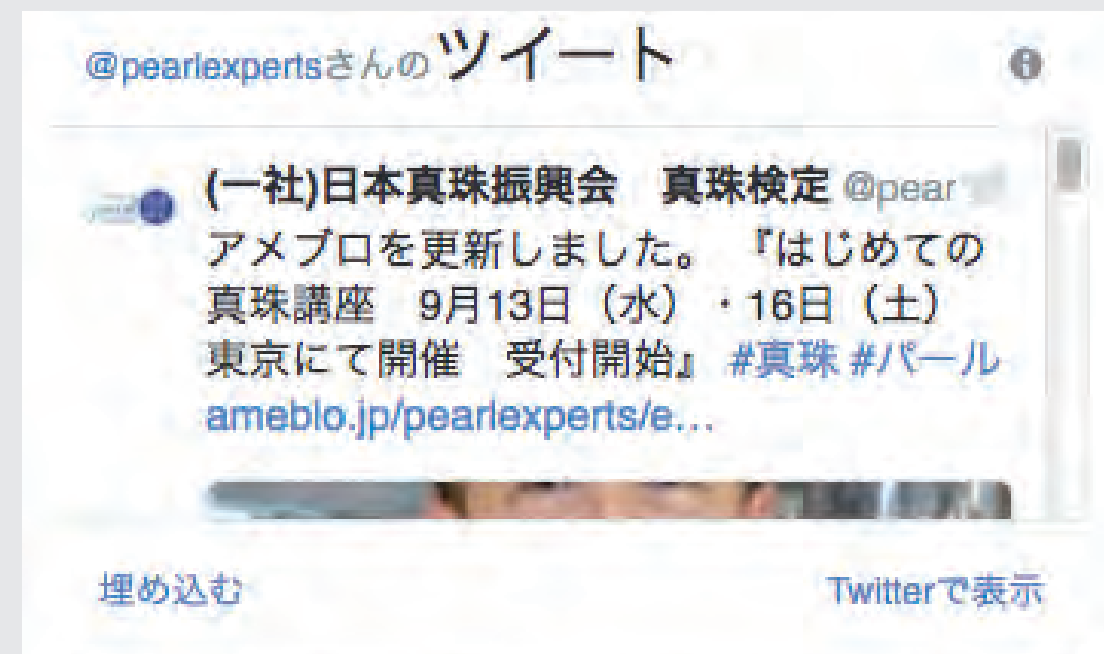 @pearlexpertsさんのツイート
(一社)日本真珠振興会　真珠検定 @pear
アメブロを更新しました。 『はじめての
真珠講座　9月13日（水）・16日（土）
東京にて開催　受付開始』 #真珠 #パール
ameblo.jp/pearlexperts/e…
埋め込む
Twitterで表示